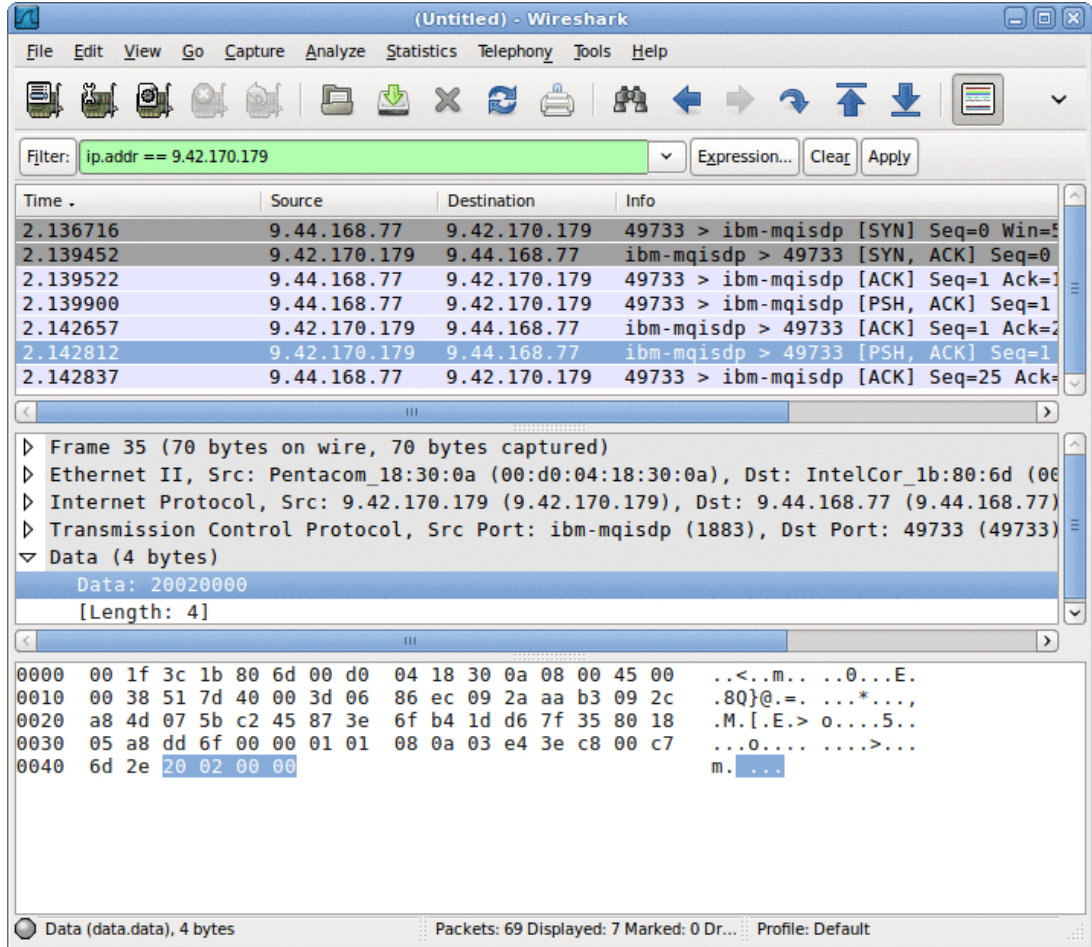 (Untitled) - Wireshark
File Edit View Go Capture Analyze Statistics Telephony Tools Help
Filter: ip.addr == 9.42.170.179 Expression... Clear Apply
Time Source Destination Info
2.136716 9.44.168.77 9.42.170.179 49733 > ibm-mqisdp [SYN] Seq=0 Win=5
2.139452 9.42.170.179 9.44.168.77 ibm-mqisdp > 49733 [SYN, ACK] Seq=0
2.139522 9.44.168.77 9.42.170.179 49733 > ibm-mqisdp [ACK] Seq=1 Ack=1
2.139900 9.44.168.77 9.42.170.179 49733 > ibm-mqisdp [PSH, ACK] Seq=1
2.142657 9.42.170.179 9.44.168.77 ibm-mqisdp > 49733 [ACK] Seq=1 Ack=2
2.142812 9.42.170.179 9.44.168.77 ibm-mqisdp > 49733 [PSH, ACK] Seq=1
2.142837 9.44.168.77 9.42.170.179 49733 > ibm-mqisdp [ACK] Seq=25 Ack=
Frame 35 (70 bytes on wire, 70 bytes captured)
Ethernet II, Src: Pentacom_18:30:0a (00:d0:04:18:30:0a), Dst: IntelCor_1b:80:6d (00
Internet Protocol, Src: 9.42.170.179 (9.42.170.179), Dst: 9.44.168.77 (9.44.168.77)
Transmission Control Protocol, Src Port: ibm-mqisdp (1883), Dst Port: 49733 (49733)
Data (4 bytes)
Data: 20020000
[Length: 4]
0000 00 1f 3c 1b 80 6d 00 d0 04 18 30 0a 08 00 45 00 ..<..m.. ..0...E.
0010 00 38 51 7d 40 00 3d 06 86 ec 09 2a aa b3 09 2c .8Q}@.=. ...*...,
0020 a8 4d 07 5b c2 45 87 3e 6f b4 1d d6 7f 35 80 18 .M.[.E.> o....5..
0030 05 a8 dd 6f 00 00 01 01 08 0a 03 e4 3e c8 00 c7 ...o.... ....>...
0040 6d 2e 20 02 00 00 m. ...
Data (data.data), 4 bytes Packets: 69 Displayed: 7 Marked: 0 Dr... Profile: Default